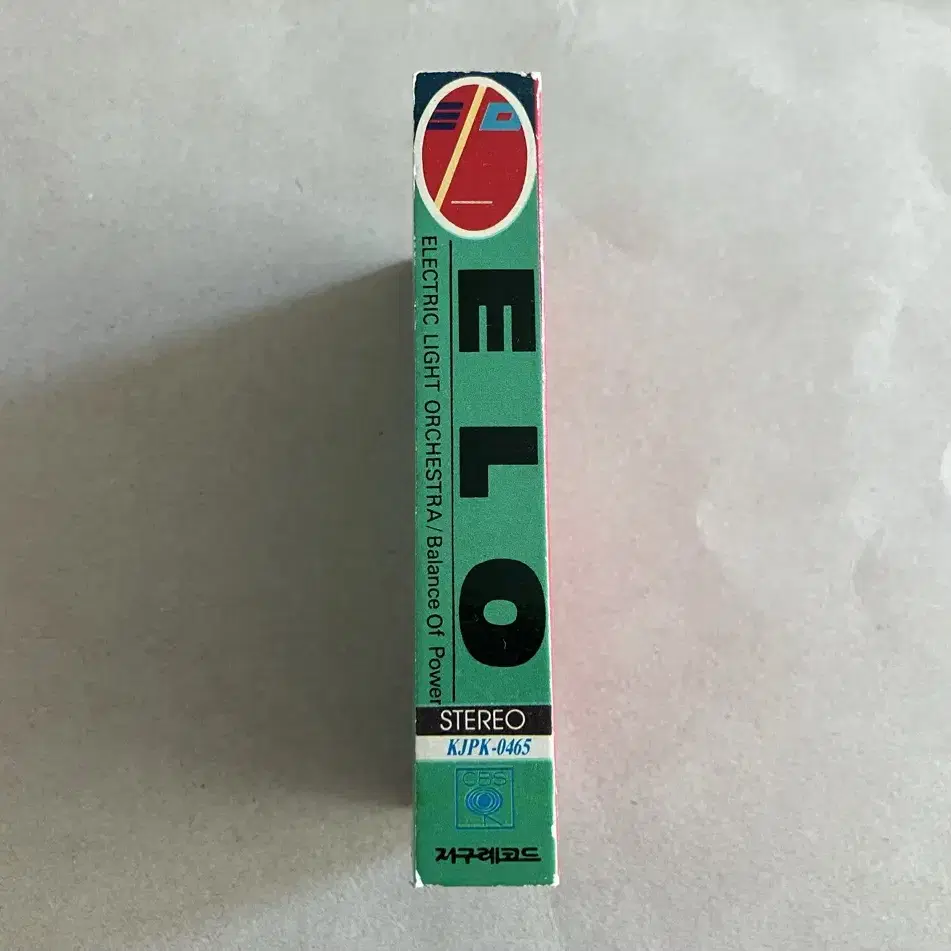 ELO
ELECTRIC LIGHT ORCHESTRA/Balance Of Power
STEREO
KJPK-0465
CBS
지구레코드